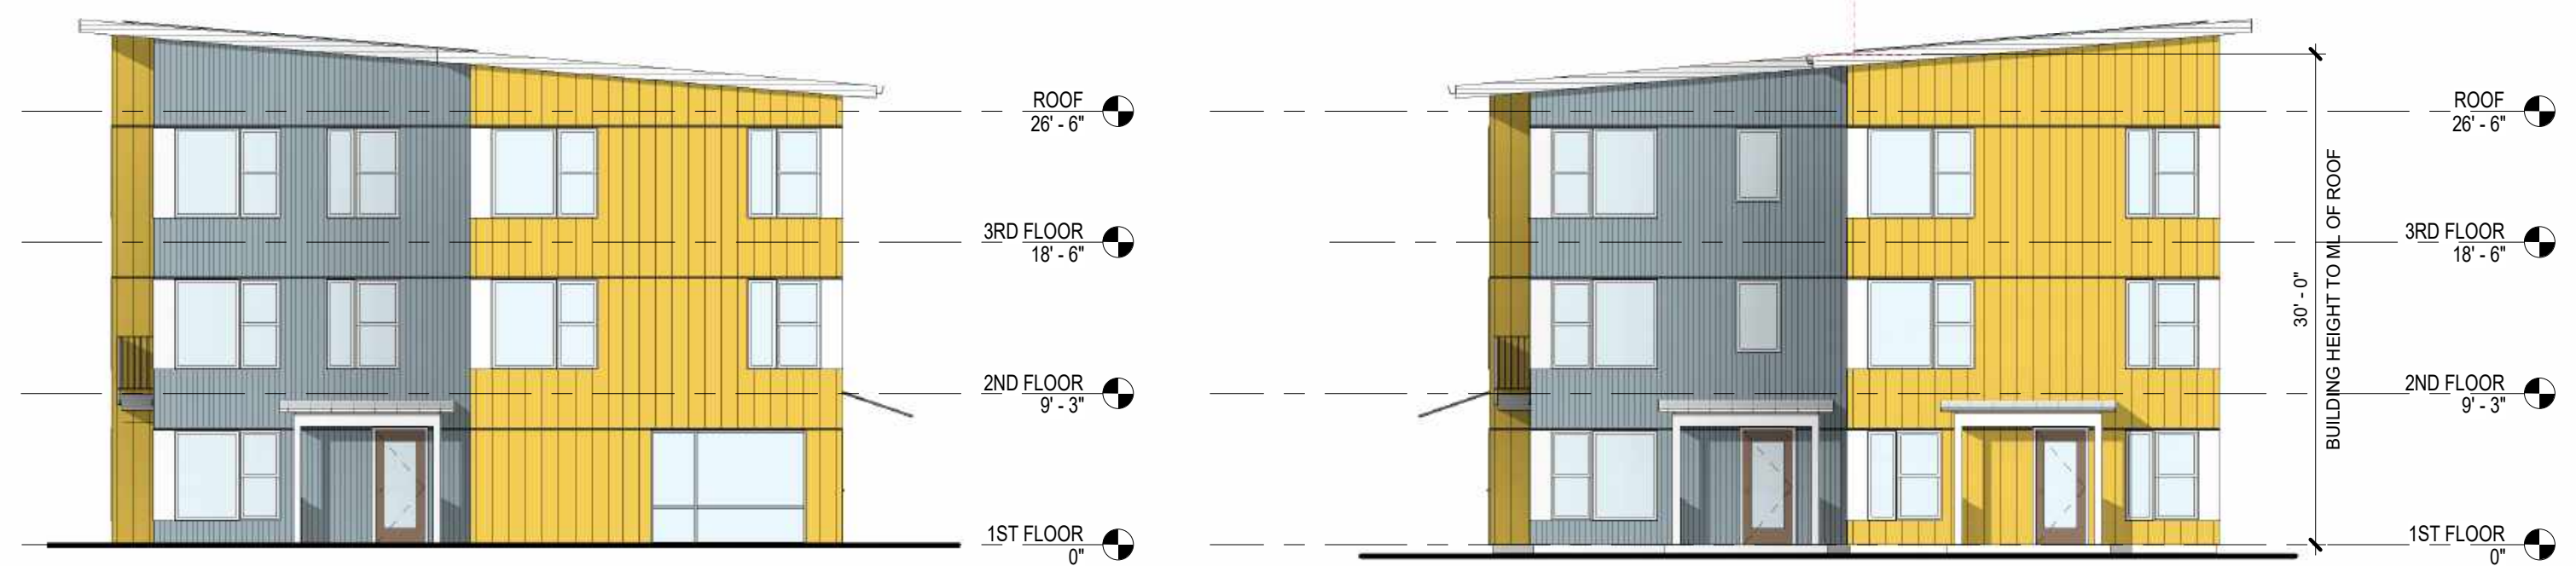 ROOF
26' - 6"
3RD FLOOR
18' - 6"
2ND FLOOR
9' - 3"
1ST FLOOR
0"
30' - 0"
BUILDING HEIGHT TO ML OF ROOF
ROOF
26' - 6"
3RD FLOOR
18' - 6"
2ND FLOOR
9' - 3"
1ST FLOOR
0"